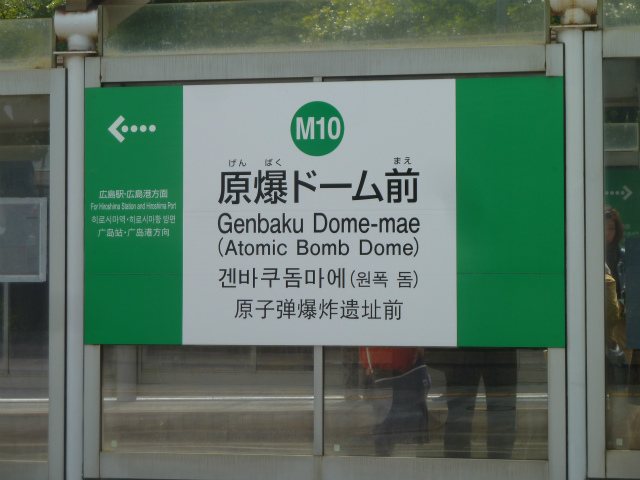 M10
げん ばく まえ
原爆ドーム前
Genbaku Dome-mae
(Atomic Bomb Dome)
겐바쿠돔마에(원폭 돔)
原子弹爆炸遗址前
広島駅・広島港方面
For Hiroshima Station and Hiroshima Port
히로시마역・히로시마항 방면
广岛站・广岛港方向